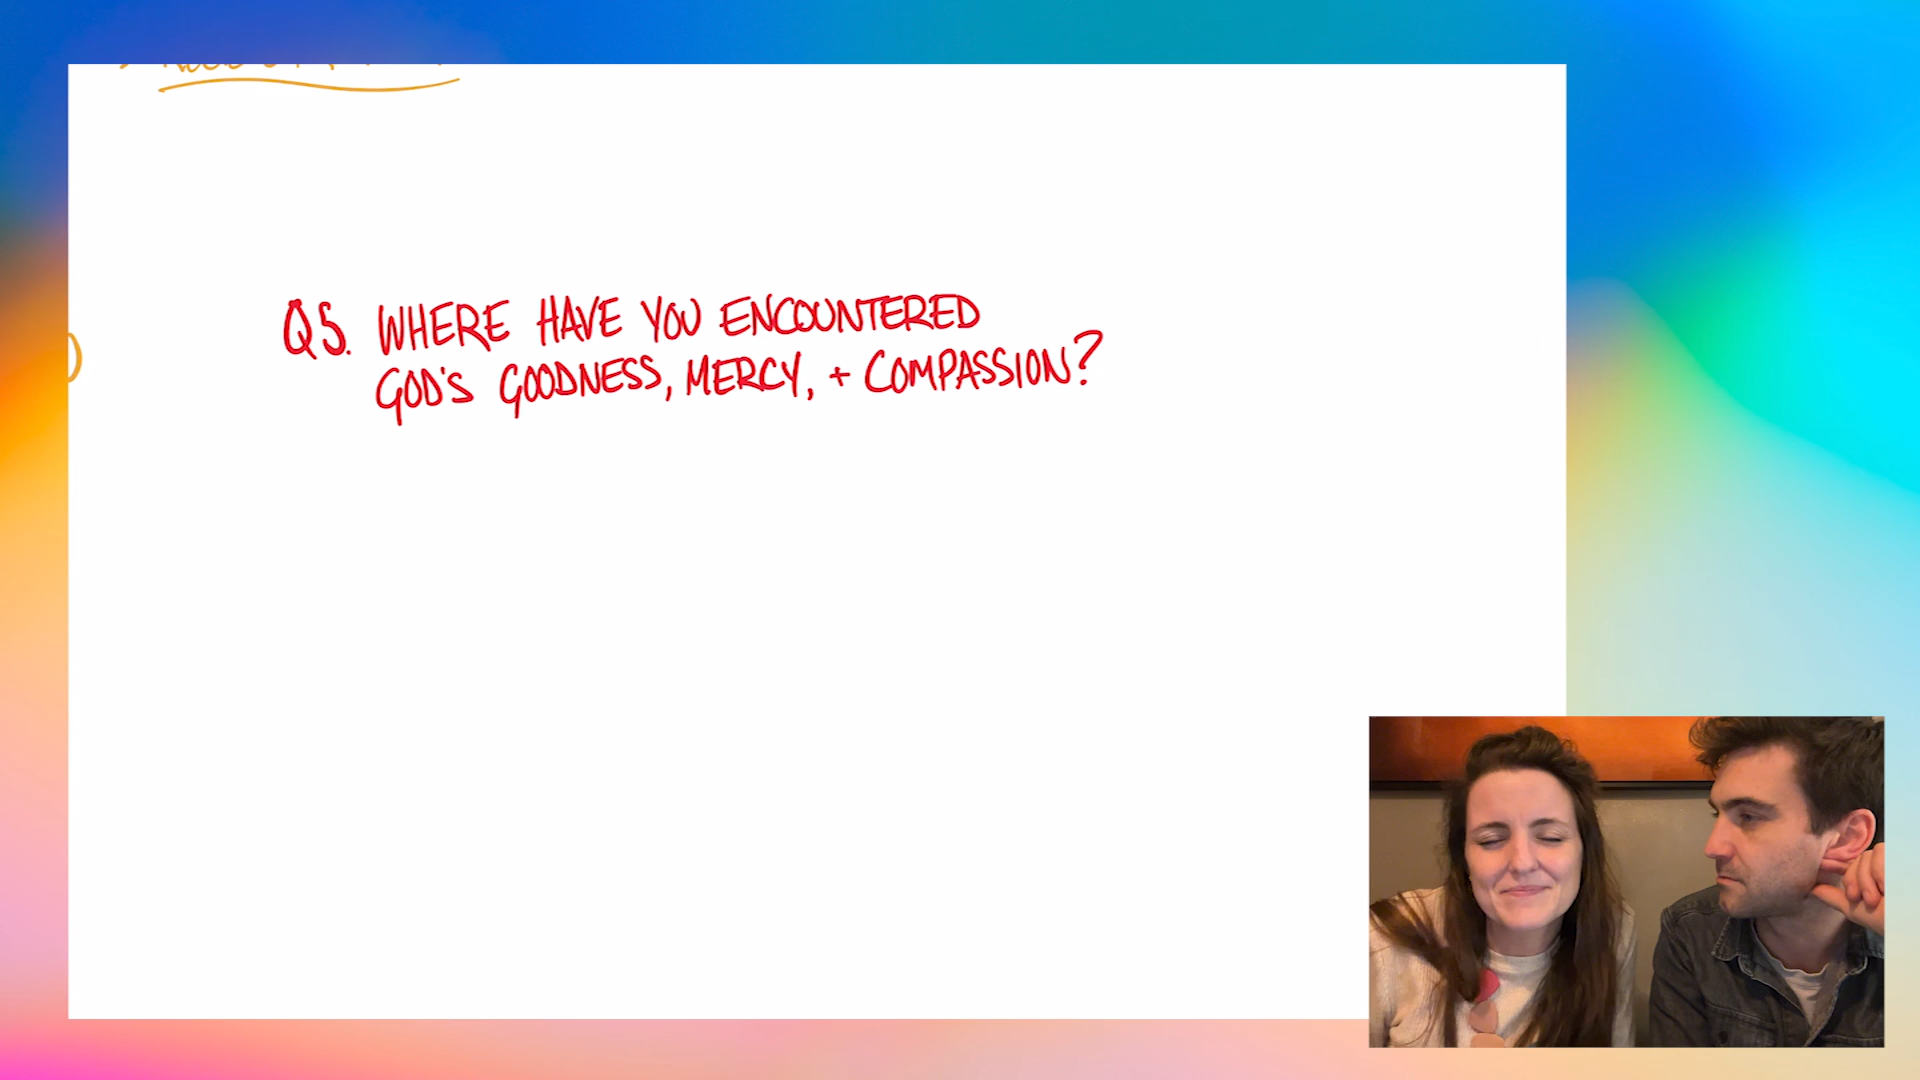 Q5. WHERE HAVE YOU ENCOUNTERED
GOD'S GOODNESS, MERCY, + COMPASSION?